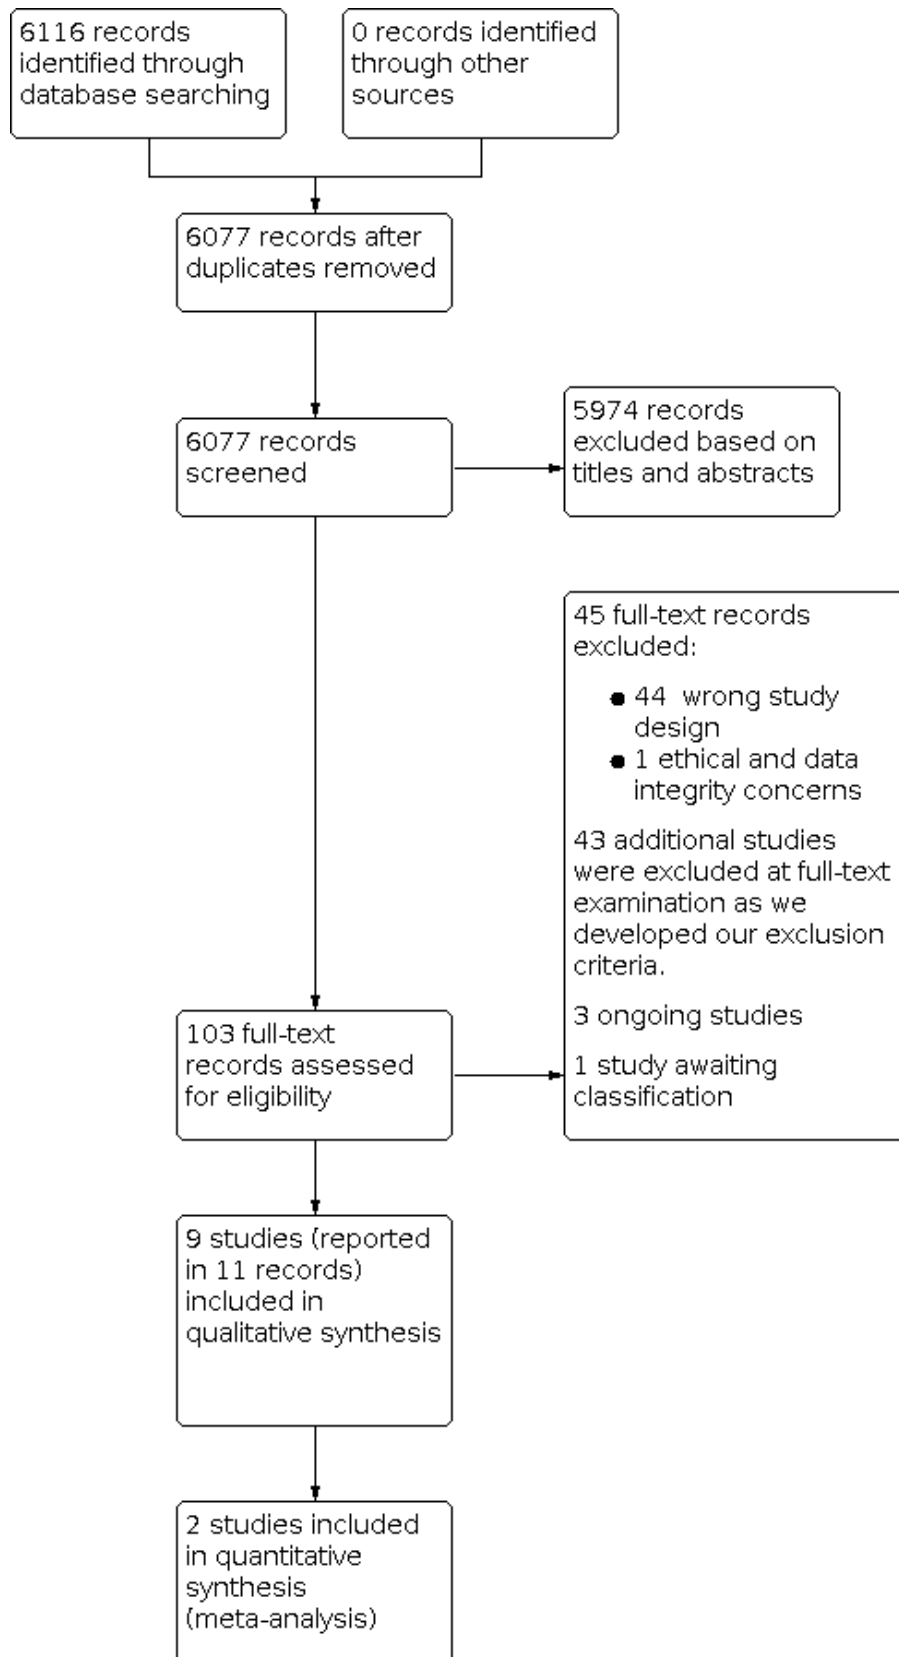 6116 records
identified through
database searching
0 records identified
through other
sources
6077 records after
duplicates removed
6077 records
screened
5974 records
excluded based on
titles and abstracts
45 full-text records
excluded:
● 44  wrong study
design
● 1 ethical and data
integrity concerns
43 additional studies
were excluded at full-text
examination as we
developed our exclusion
criteria.
3 ongoing studies
1 study awaiting
classification
103 full-text
records assessed
for eligibility
9 studies (reported
in 11 records)
included in
qualitative synthesis
2 studies included
in quantitative
synthesis
(meta-analysis)